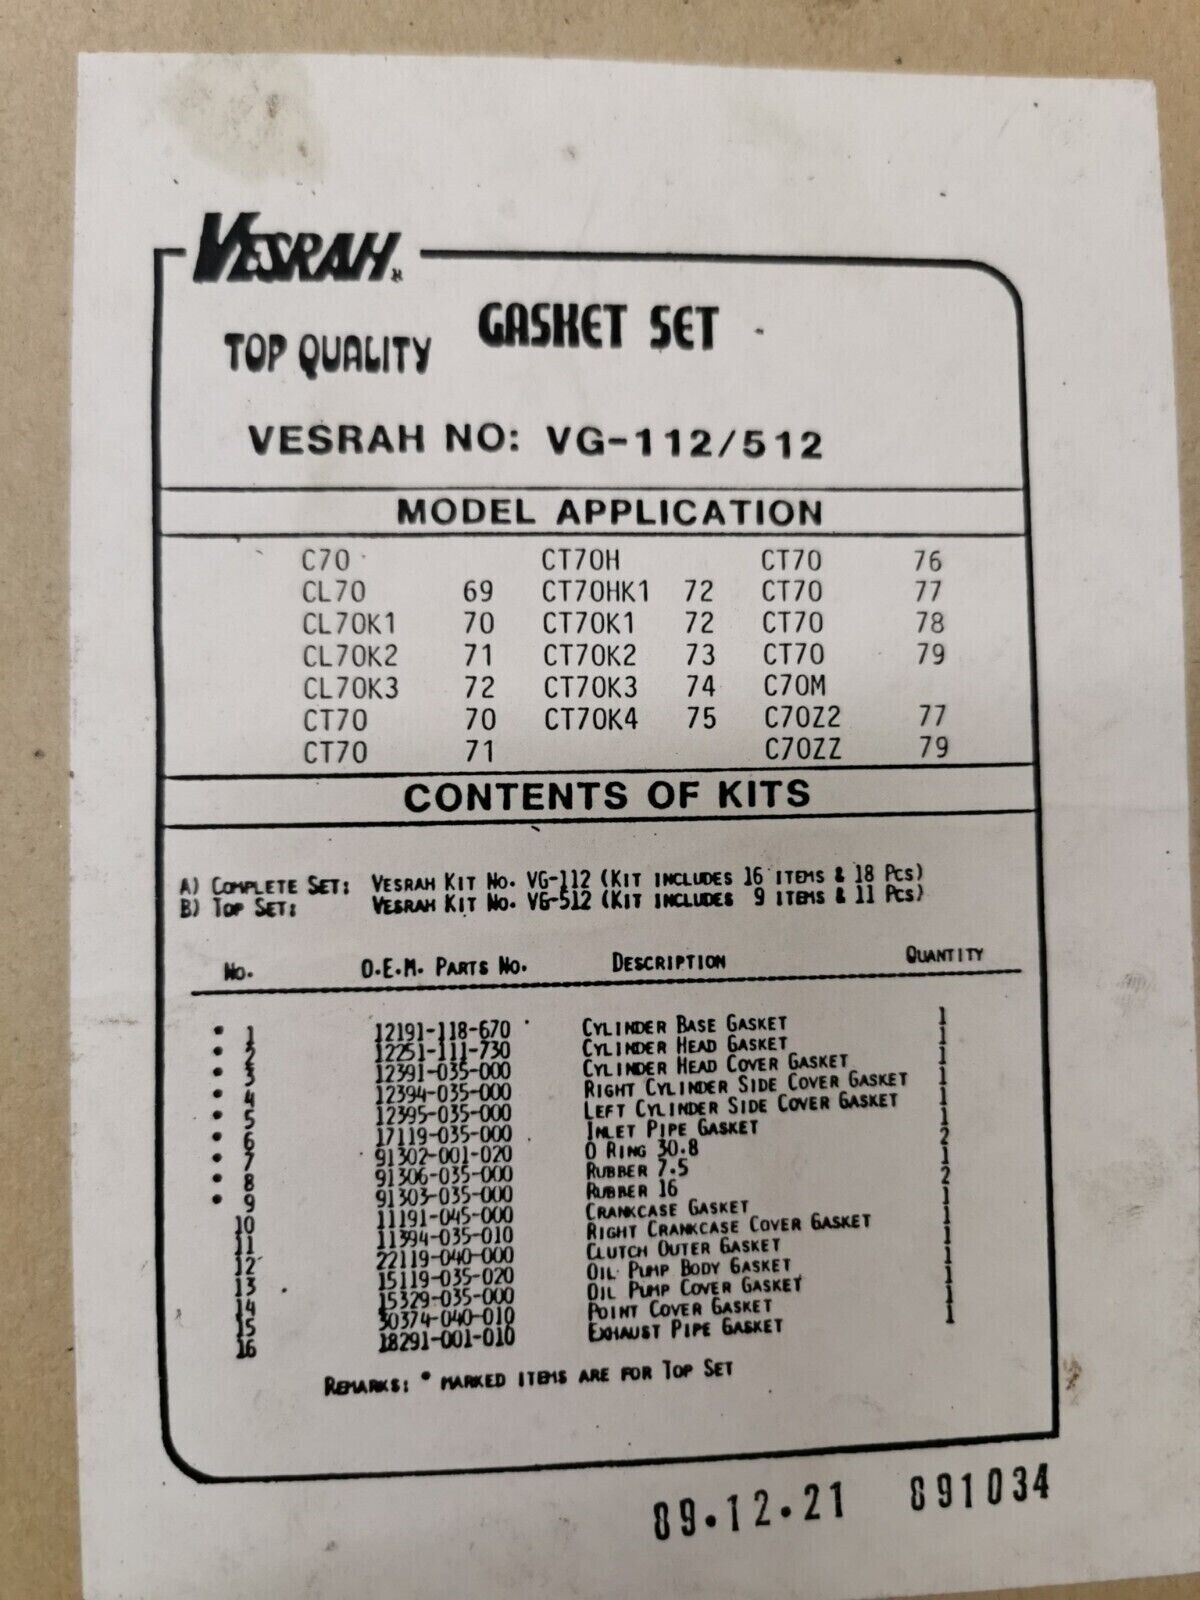 VESRAH®
GASKET SET
TOP QUALITY
VESRAH NO: VG-112/512
MODEL APPLICATION
C70 CT70H CT70 76
CL70 69 CT70HK1 72 CT70 77
CL70K1 70 CT70K1 72 CT70 78
CL70K2 71 CT70K2 73 CT70 79
CL70K3 72 CT70K3 74 C70M
CT70 70 CT70K4 75 C70Z2 77
CT70 71 C70ZZ 79
CONTENTS OF KITS
A) COMPLETE SET: VESRAH KIT NO. VG-112 (KIT INCLUDES 16 ITEMS & 18 PCS)
B) TOP SET: VESRAH KIT NO. VG-512 (KIT INCLUDES 9 ITEMS & 11 PCS)
NO. O.E.M. PARTS NO. DESCRIPTION QUANTITY
• 1 12191-118-670 CYLINDER BASE GASKET 1
• 2 12251-111-730 CYLINDER HEAD GASKET 1
• 3 12391-035-000 CYLINDER HEAD COVER GASKET 1
• 4 12394-035-000 RIGHT CYLINDER SIDE COVER GASKET 1
• 5 12395-035-000 LEFT CYLINDER SIDE COVER GASKET 1
• 6 17119-035-000 INLET PIPE GASKET 1
• 7 91302-001-020 O RING 30.8 2
• 8 91306-035-000 RUBBER 7.5 1
• 9 91303-035-000 RUBBER 16 2
10 11191-045-000 CRANKCASE GASKET 1
11 11394-035-010 RIGHT CRANKCASE COVER GASKET 1
12 22119-040-000 CLUTCH OUTER GASKET 1
13 15119-035-020 OIL PUMP BODY GASKET 1
14 15329-035-000 OIL PUMP COVER GASKET 1
15 30374-040-010 POINT COVER GASKET 1
16 18291-001-010 EXHAUST PIPE GASKET 1
REMARKS: • MARKED ITEMS ARE FOR TOP SET
89.12.21 891034